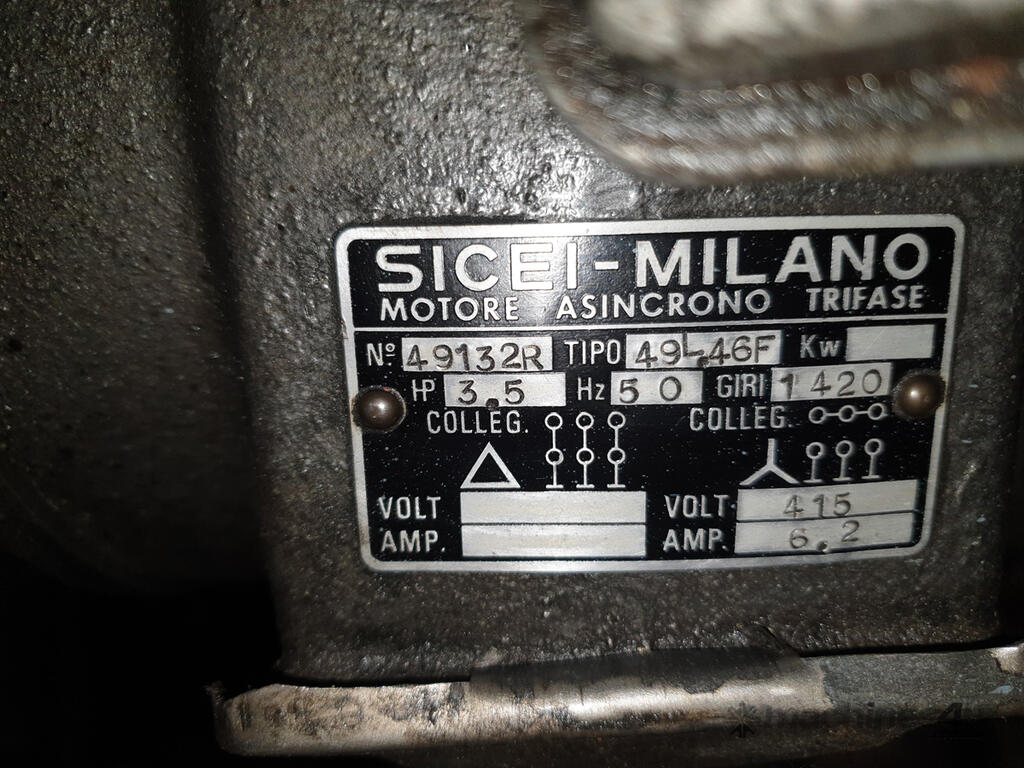 SICEI-MILANO
MOTORE ASINCRONO TRIFASE
Nº 49132R TIPO 49L46F Kw
HP 3.5 Hz 50 GIRI 1420
COLLEG. COLLEG.
VOLT VOLT 415
AMP. AMP. 6.2